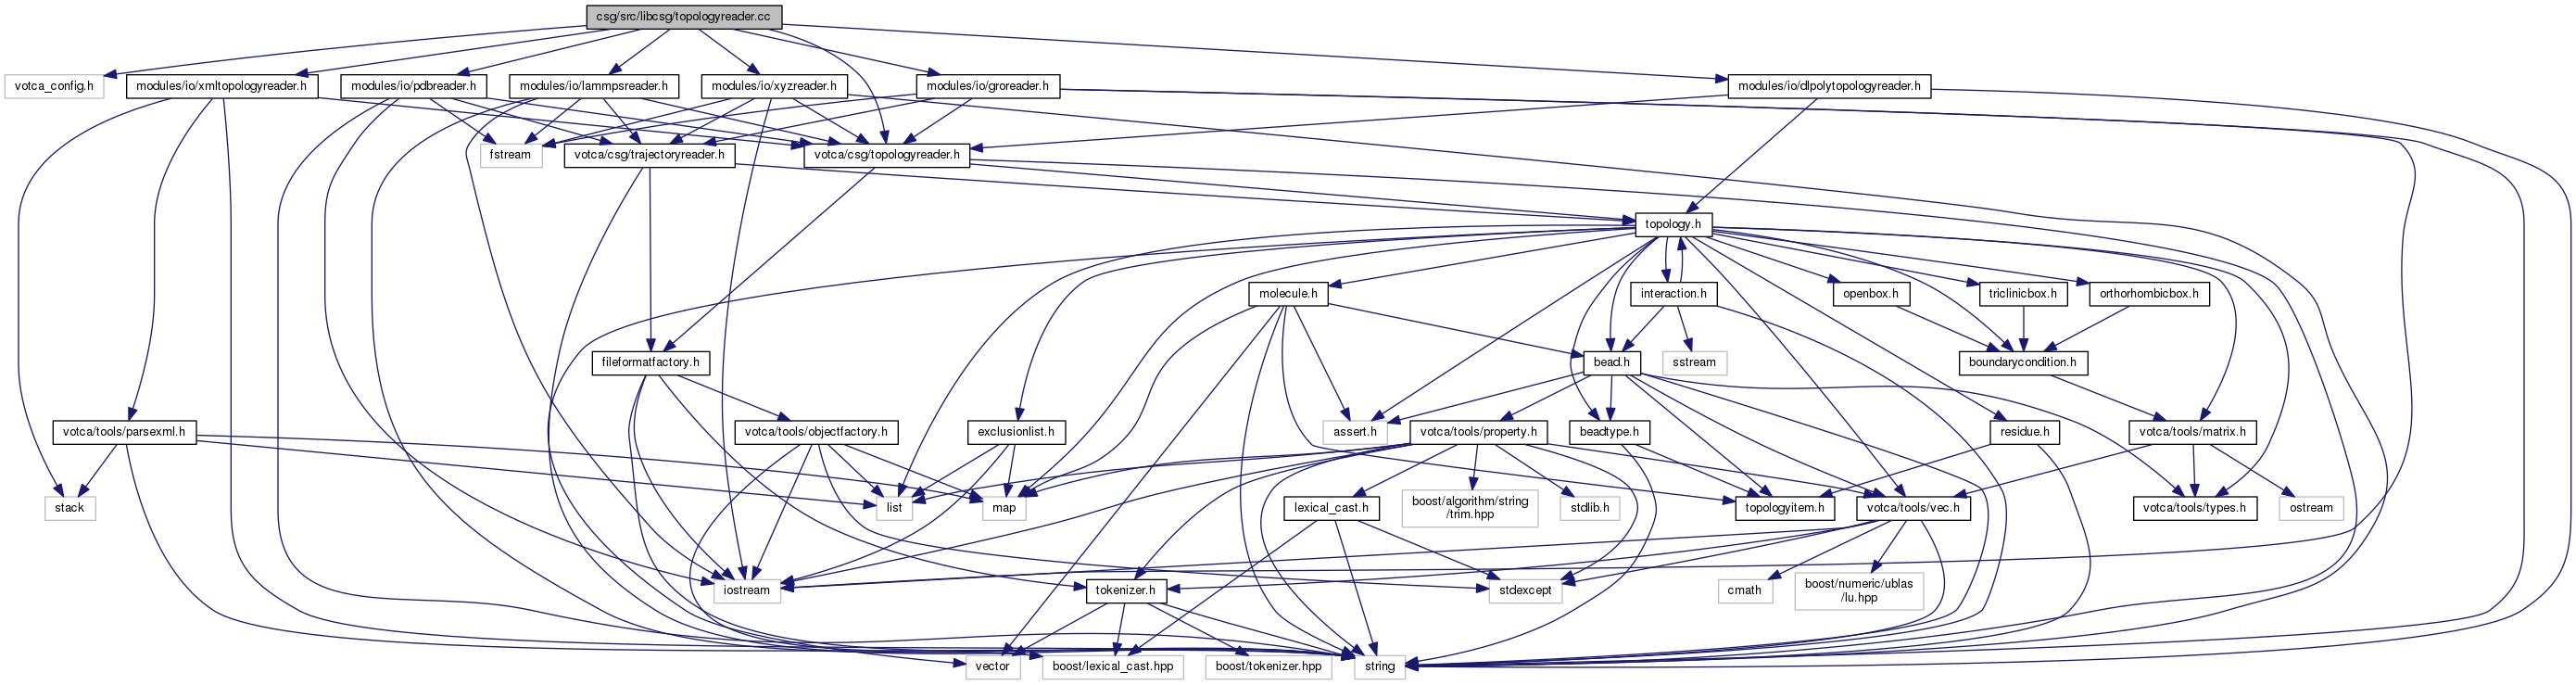 csg/src/libcsg/topologyreader.cc
votca_config.h
modules/io/xmltopologyreader.h
modules/io/pdbreader.h
modules/io/lammpsreader.h
modules/io/xyzreader.h
modules/io/groreader.h
modules/io/dlpolytopologyreader.h
fstream
votca/csg/trajectoryreader.h
votca/csg/topologyreader.h
topology.h
molecule.h
interaction.h
openbox.h
triclinicbox.h
orthorhombicbox.h
fileformatfactory.h
bead.h
sstream
boundarycondition.h
votca/tools/parsexml.h
votca/tools/objectfactory.h
exclusionlist.h
assert.h
votca/tools/property.h
beadtype.h
residue.h
votca/tools/matrix.h
stack
list
map
lexical_cast.h
boost/algorithm/string
/trim.hpp
stdlib.h
topologyitem.h
votca/tools/vec.h
votca/tools/types.h
ostream
iostream
tokenizer.h
stdexcept
cmath
boost/numeric/ublas
/lu.hpp
vector
boost/lexical_cast.hpp
boost/tokenizer.hpp
string